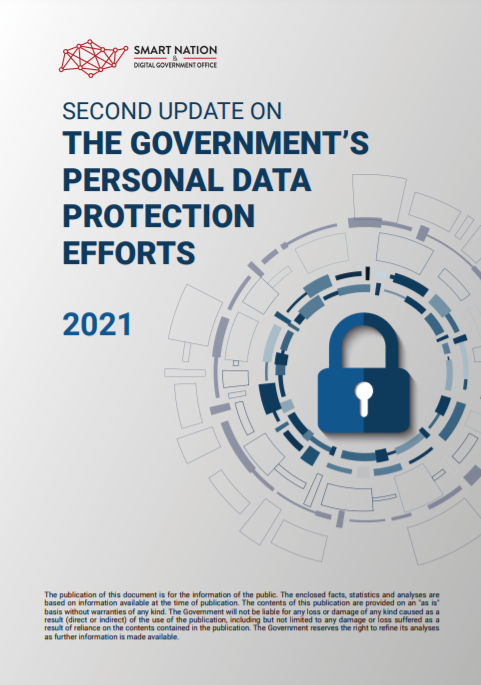 SMART NATION
&
DIGITAL GOVERNMENT OFFICE
SECOND UPDATE ON
THE GOVERNMENT'S
PERSONAL DATA
PROTECTION
EFFORTS
2021
The publication of this document is for the information of the public. The enclosed facts, statistics and analyses are
based on information available at the time of publication. The contents of this publication are provided on an "as is"
basis without warranties of any kind. The Government will not be liable for any loss or damage of any kind caused as a
result (direct or indirect) of the use of the publication, including but not limited to any damage or loss suffered as a
result of reliance on the contents contained in the publication. The Government reserves the right to refine its analyses
as further information is made available.